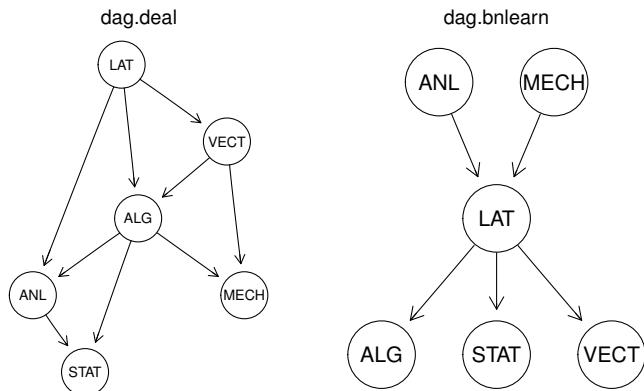 dag.deal
LAT
VECT
ALG
ANL
MECH
STAT
dag.bnlearn
ANL MECH
LAT
ALG STAT VECT